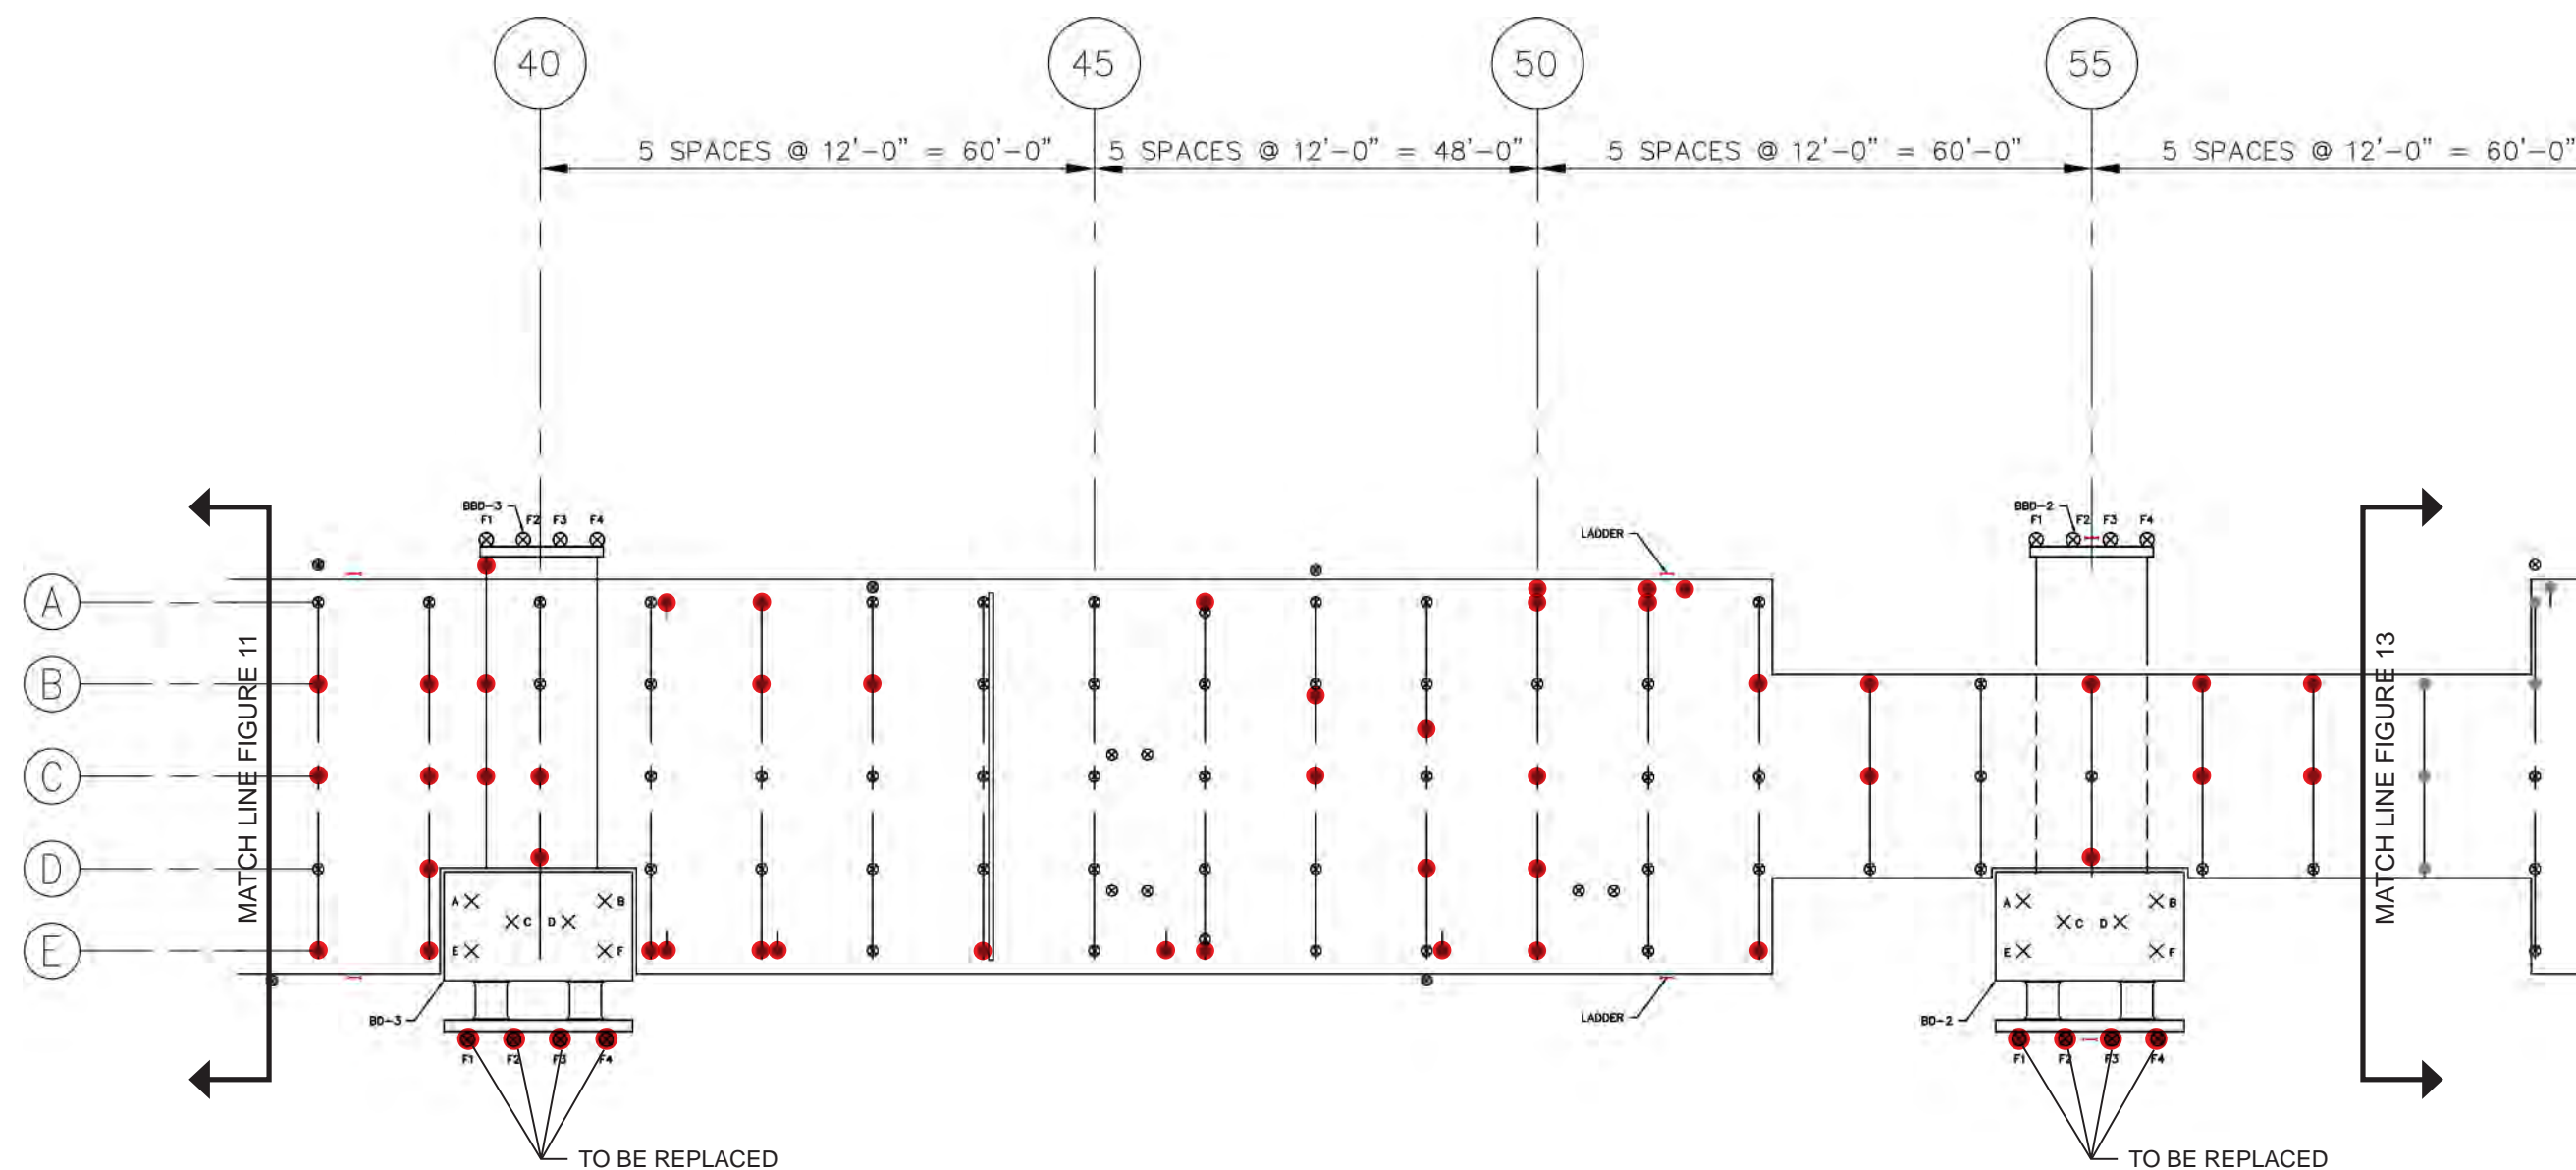 40 45 50 55
5 SPACES @ 12'-0" = 60'-0" 5 SPACES @ 12'-0" = 48'-0" 5 SPACES @ 12'-0" = 60'-0" 5 SPACES @ 12'-0" = 60'-0"
BBD-3 BBD-2
F1 F2 F3 F4 F1 F2 F3 F4
LADDER
A
B
C
D
E
MATCH LINE FIGURE 11
MATCH LINE FIGURE 13
A B A B
C D C D
E F E F
BD-3 LADDER BD-2
F1 F2 F3 F4 F1 F2 F3 F4
TO BE REPLACED TO BE REPLACED